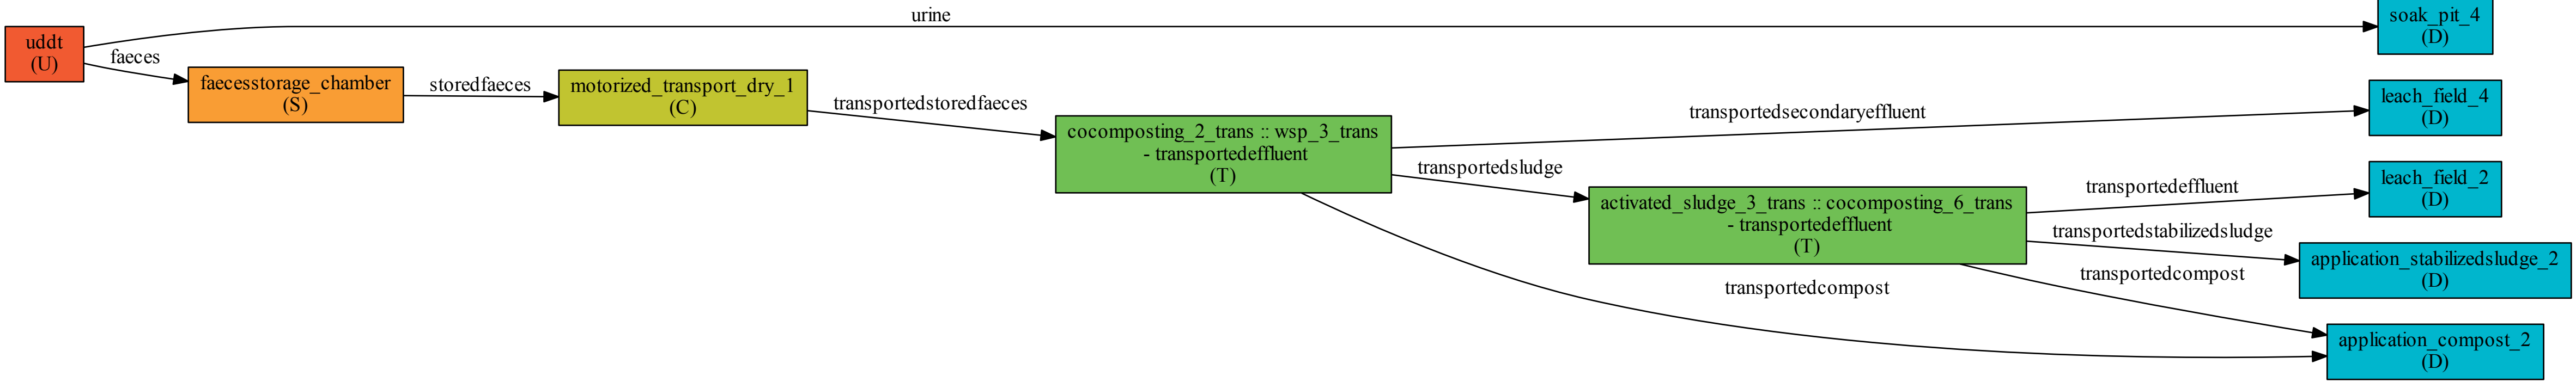 urine
soak_pit_4
(D)
uddt
(U)
faeces
faecesstorage_chamber
(S)
storedfaeces
motorized_transport_dry_1
(C)
transportedstoredfaeces
cocomposting_2_trans :: wsp_3_trans
- transportedeffluent
(T)
transportedsecondaryeffluent
leach_field_4
(D)
transportedsludge
activated_sludge_3_trans :: cocomposting_6_trans
- transportedeffluent
(T)
transportedeffluent
leach_field_2
(D)
transportedstabilizedsludge
application_stabilizedsludge_2
(D)
transportedcompost
transportedcompost
application_compost_2
(D)